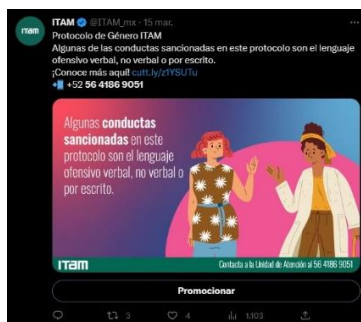 ITAM @ITAM_mx · 15 mar.
Protocolo de Género ITAM
Algunas de las conductas sancionadas en este protocolo son el lenguaje
ofensivo verbal, no verbal o por escrito.
¡Conoce más aquí! cutt.ly/z1YSUTu
+52 56 4186 9051
Algunas conductas
sancionadas en este
protocolo son el lenguaje
ofensivo verbal, no verbal o
por escrito.
ITam
Contacta a la Unidad de Atención al 56 4186 9051
Promocionar
3 4 1.103